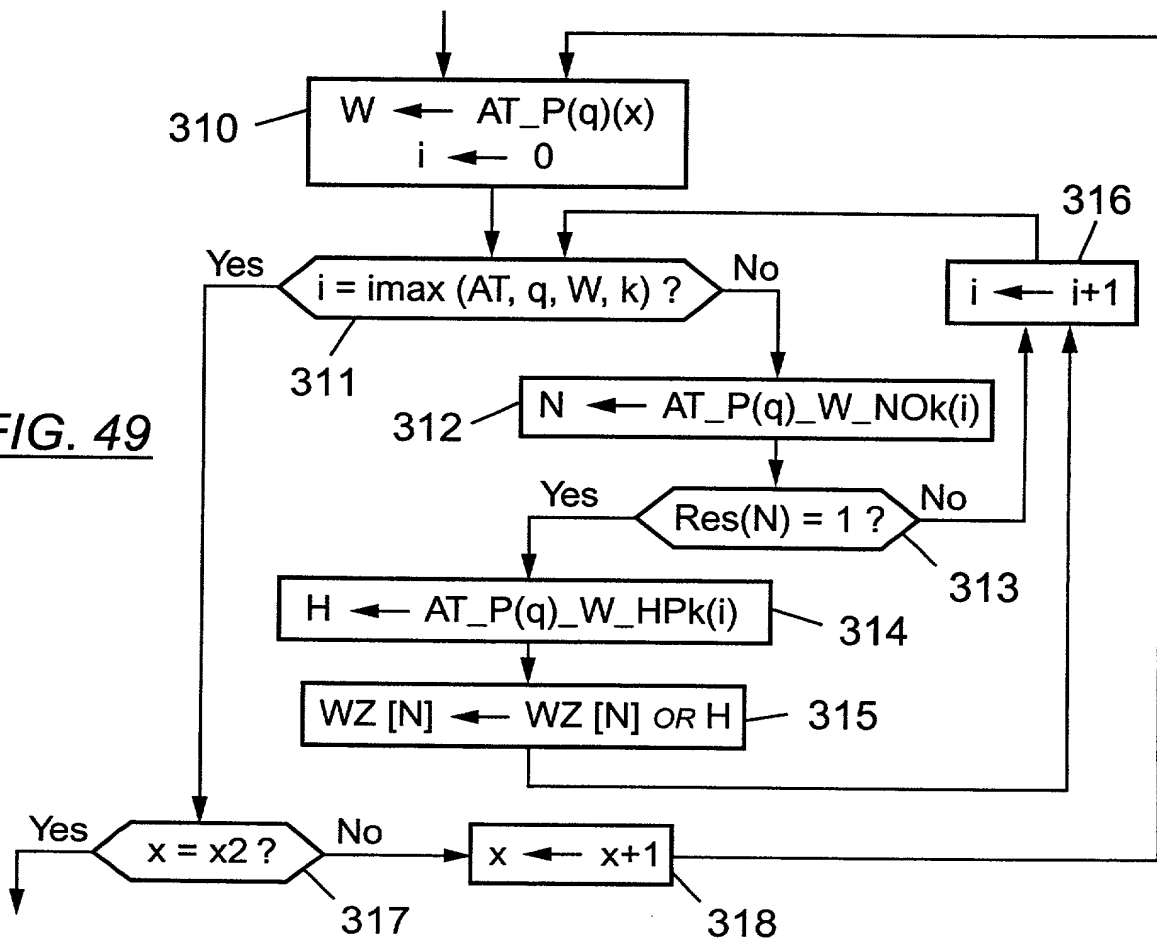 310
W ← AT_P(q)(x)
i ← 0
316
Yes
i = imax (AT, q, W, k) ?
No
i ← i+1
311
FIG. 49
312
N ← AT_P(q)_W_NOk(i)
Yes
Res(N) = 1 ?
No
313
H ← AT_P(q)_W_HPk(i)
314
WZ [N] ← WZ [N] OR H
315
Yes
x = x2 ?
No
x ← x+1
317
318